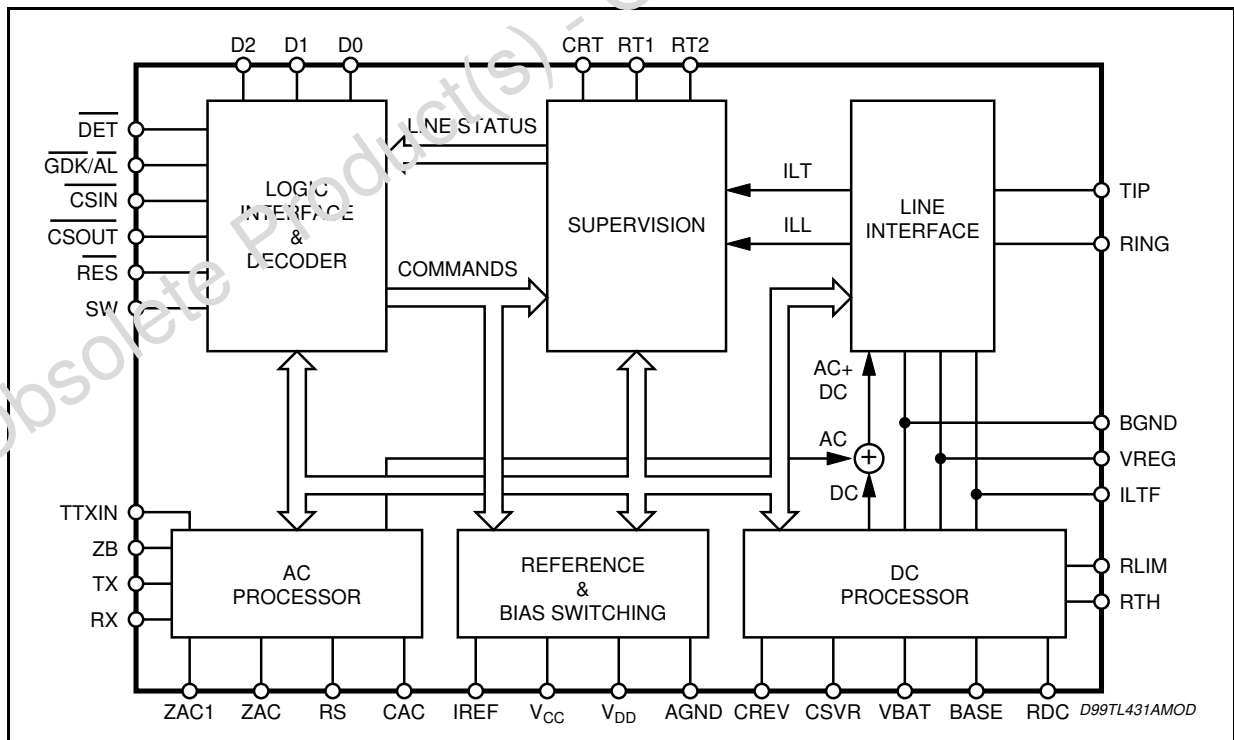 D2 D1 D0 CRT RT1 RT2
DET
GDK/AL
CSIN
CSOUT
RES
SW
LOGIC
INTERFACE
&
DECODER
LINE STATUS
COMMANDS
SUPERVISION
ILT
ILL
LINE
INTERFACE
TIP
RING
AC+
DC
AC
+
DC
BGND
VREG
ILTF
TTXIN
ZB
TX
RX
AC
PROCESSOR
REFERENCE
&
BIAS SWITCHING
DC
PROCESSOR
RLIM
RTH
ZAC1 ZAC RS CAC IREF VCC VDD AGND CREV CSVR VBAT BASE RDC
D99TL431AMOD
Obsolete Product(s) -